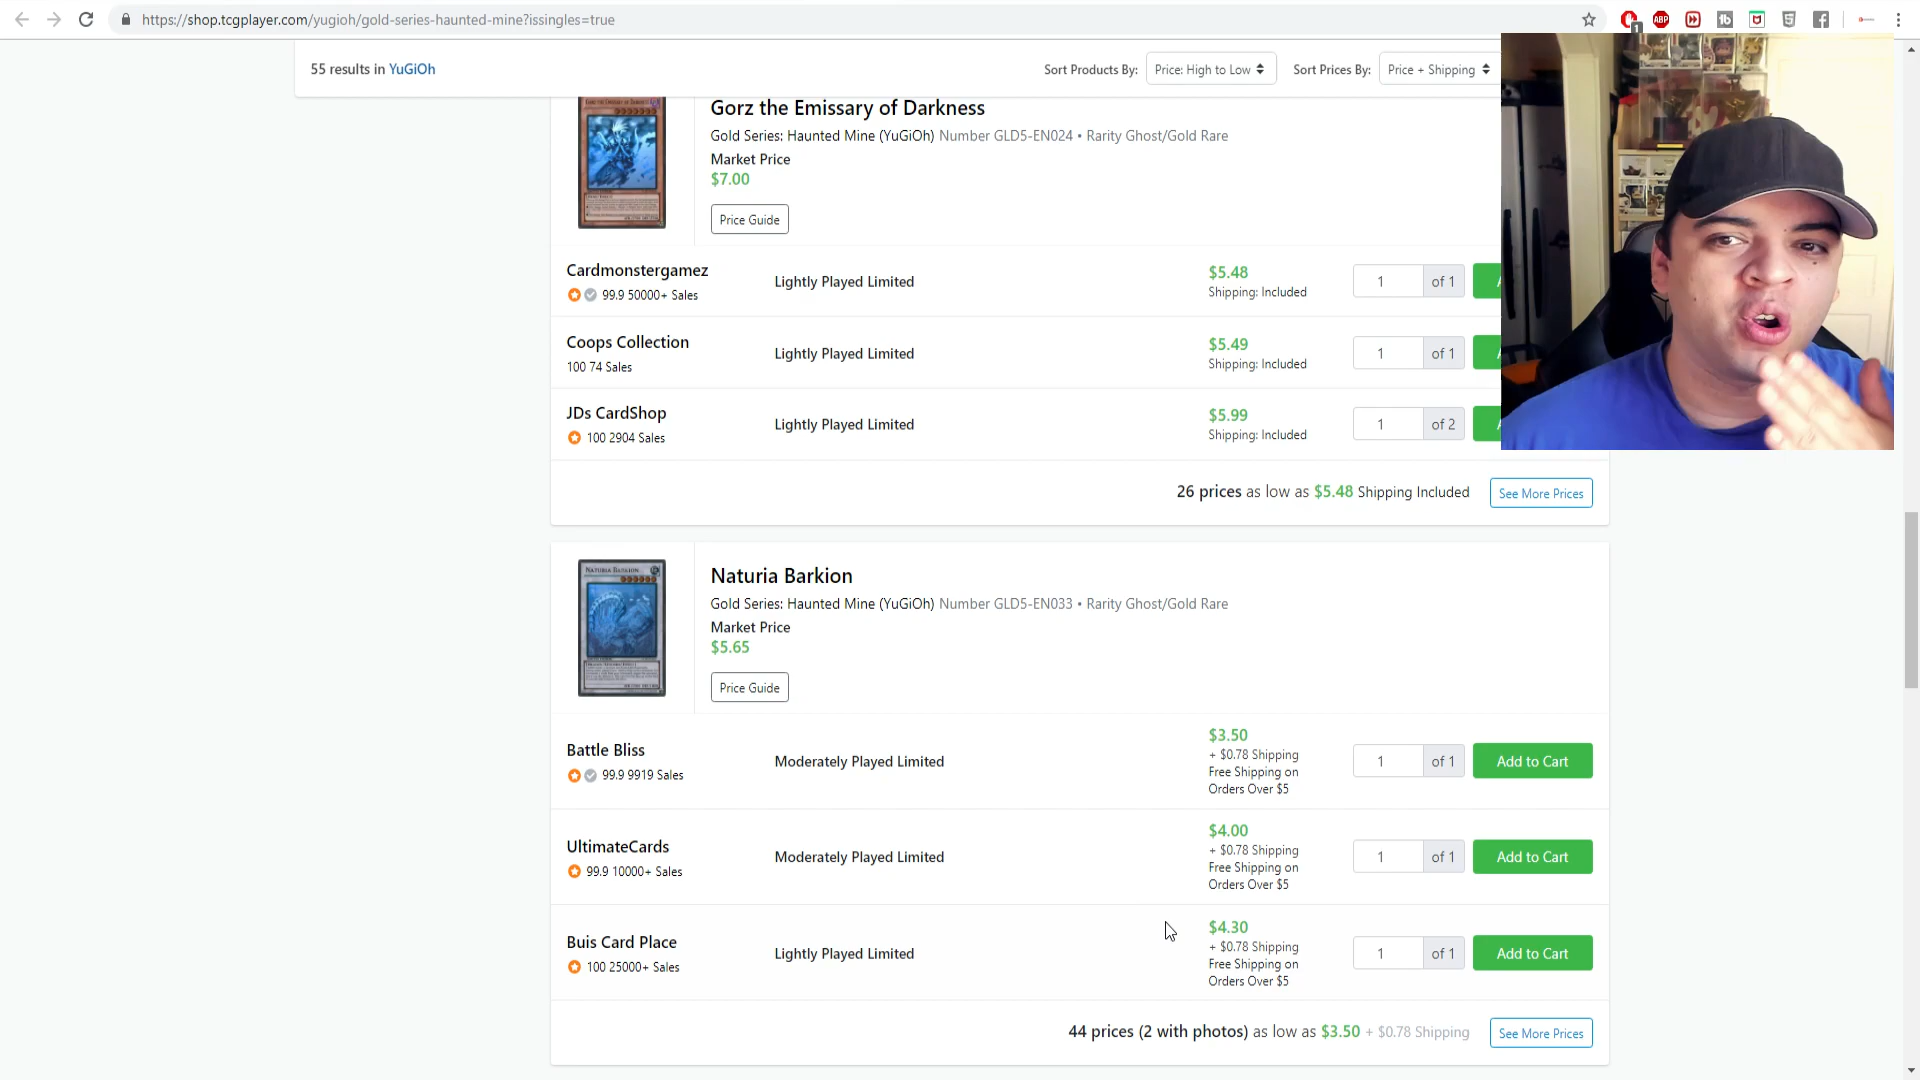 https://shop.tcgplayer.com/yugioh/gold-series-haunted-mine?issingles=true
55 results in YuGiOh
Sort Products By: Price: High to Low
Sort Prices By: Price + Shipping
Gorz the Emissary of Darkness
Gold Series: Haunted Mine (YuGiOh) Number GLD5-EN024 • Rarity Ghost/Gold Rare
Market Price
$7.00
Price Guide
Cardmonstergamez
99.9 50000+ Sales
Lightly Played Limited
$5.48
Shipping: Included
1 of 1
Coops Collection
100 74 Sales
Lightly Played Limited
$5.49
Shipping: Included
1 of 1
JDs CardShop
100 2904 Sales
Lightly Played Limited
$5.99
Shipping: Included
1 of 2
26 prices as low as $5.48 Shipping Included
See More Prices
NATURIA BARKION
Naturia Barkion
Gold Series: Haunted Mine (YuGiOh) Number GLD5-EN033 • Rarity Ghost/Gold Rare
Market Price
$5.65
Price Guide
Battle Bliss
99.9 9919 Sales
Moderately Played Limited
$3.50
+ $0.78 Shipping
Free Shipping on
Orders Over $5
1 of 1
Add to Cart
UltimateCards
99.9 10000+ Sales
Moderately Played Limited
$4.00
+ $0.78 Shipping
Free Shipping on
Orders Over $5
1 of 1
Add to Cart
Buis Card Place
100 25000+ Sales
Lightly Played Limited
$4.30
+ $0.78 Shipping
Free Shipping on
Orders Over $5
1 of 1
Add to Cart
44 prices (2 with photos) as low as $3.50 + $0.78 Shipping
See More Prices